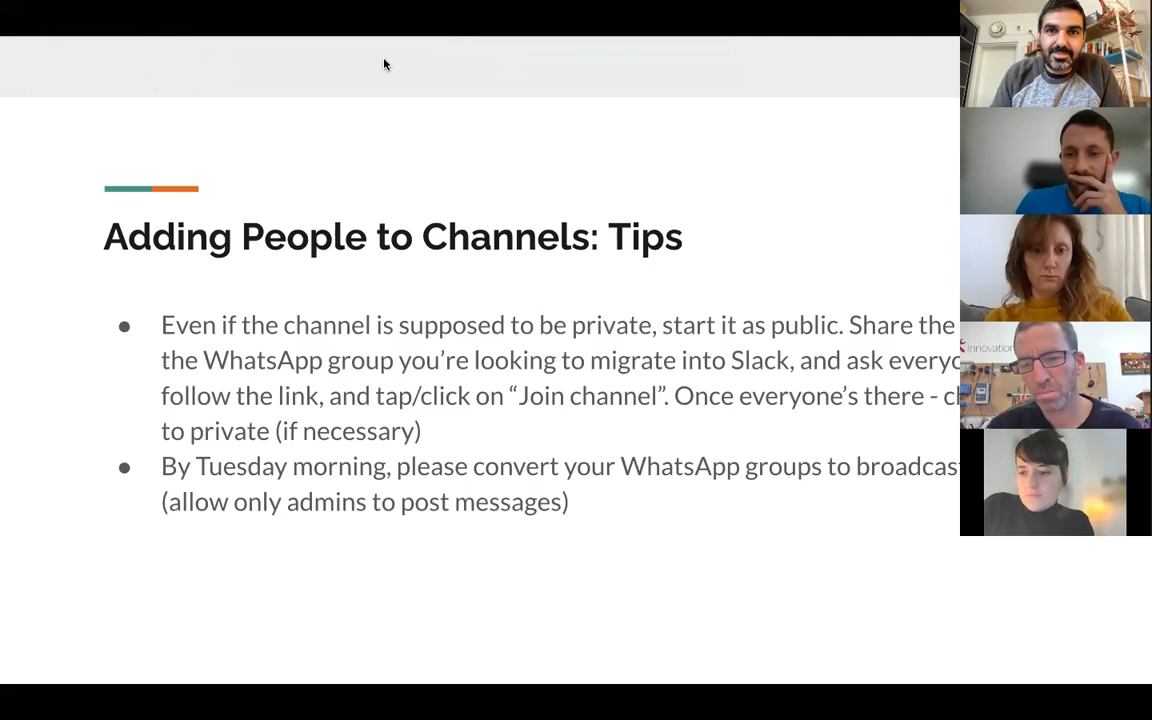 Adding People to Channels: Tips
● Even if the channel is supposed to be private, start it as public. Share the
the WhatsApp group you’re looking to migrate into Slack, and ask
follow the link, and tap/click on “Join channel”. Once everyone’s there -
to private (if necessary)
● By Tuesday morning, please convert your WhatsApp groups to
(allow only admins to post messages)
innovation